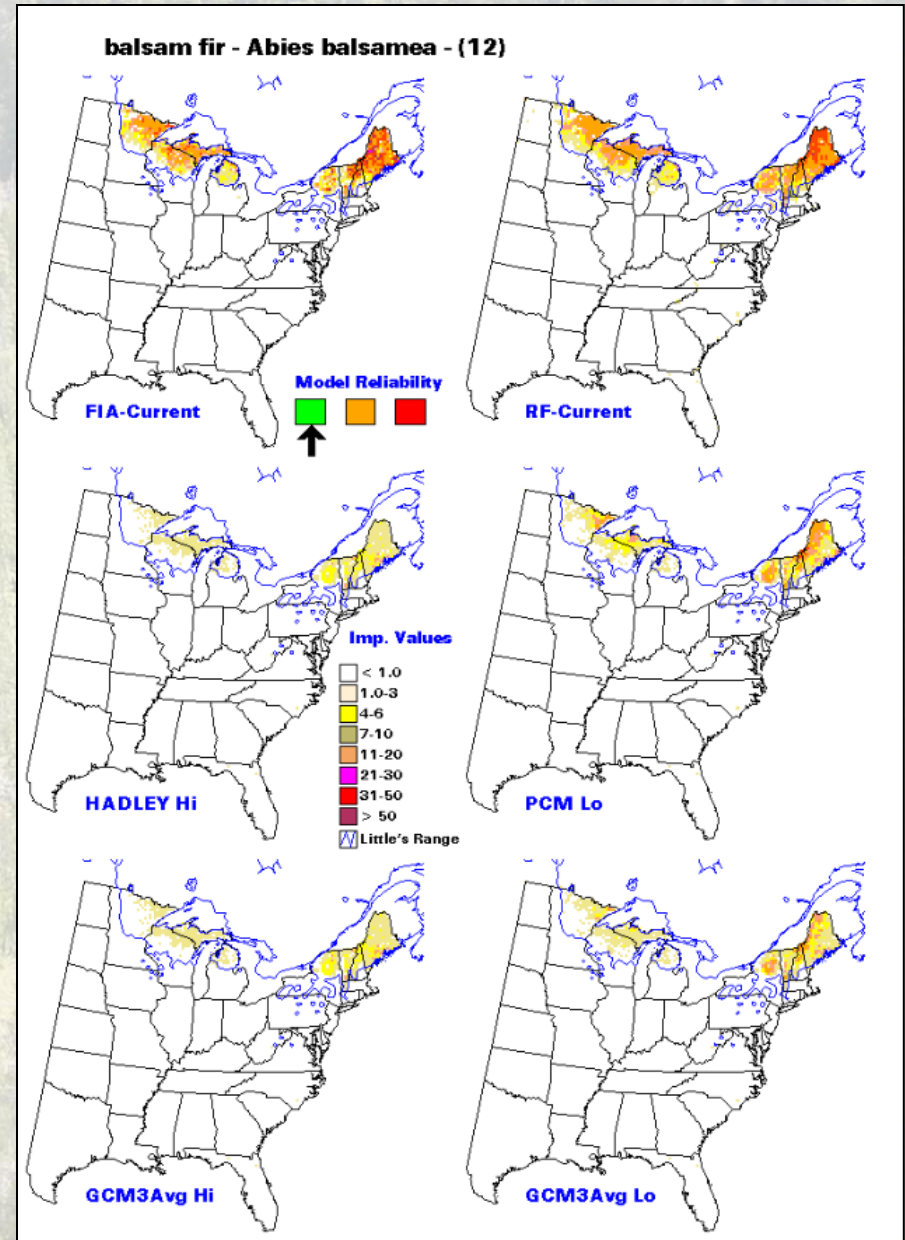 balsam fir - Abies balsamea - (12)
FIA-Current
Model Reliability
RF-Current
HADLEY Hi
Imp. Values
< 1.0
1.0-3
4-6
7-10
11-20
21-30
31-50
> 50
Little's Range
PCM Lo
GCM3Avg Hi
GCM3Avg Lo